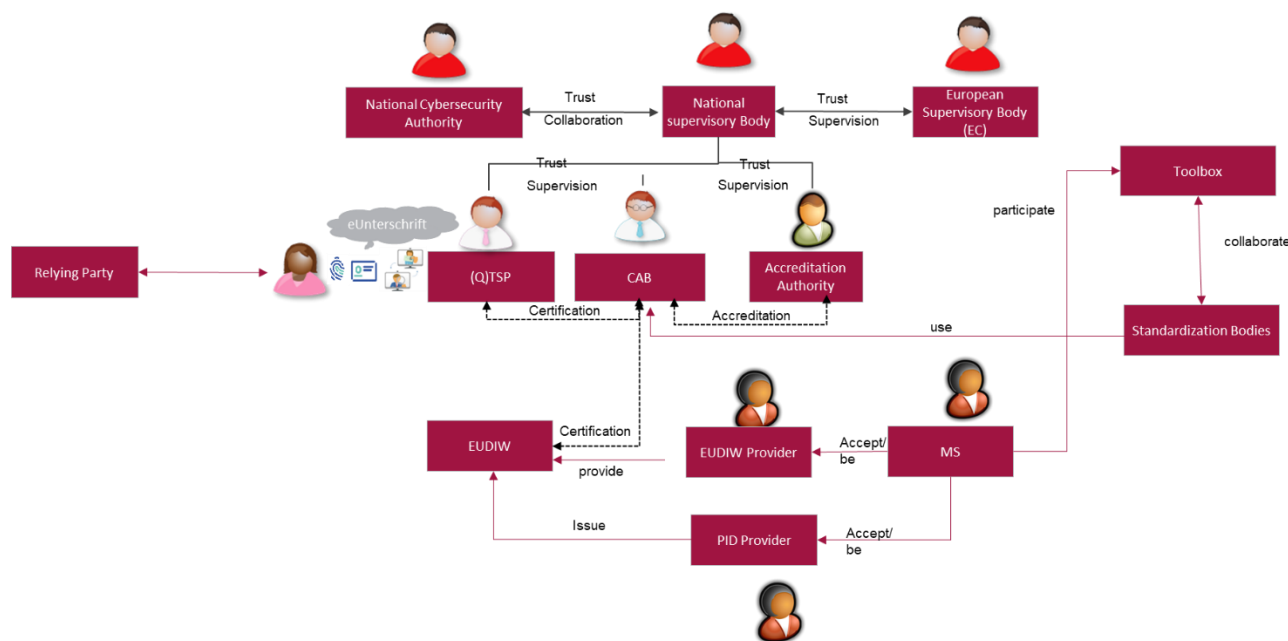 National Cybersecurity
Authority
Trust
Collaboration
National
supervisory Body
Trust
Supervision
European
Supervisory Body
(EC)
Trust
Supervision
Trust
Supervision
Toolbox
participate
collaborate
eUnterschrift
Relying Party
(Q)TSP
CAB
Accreditation
Authority
Certification
Accreditation
use
Standardization Bodies
Certification
EUDIW
provide
EUDIW Provider
Accept/
be
MS
Issue
PID Provider
Accept/
be